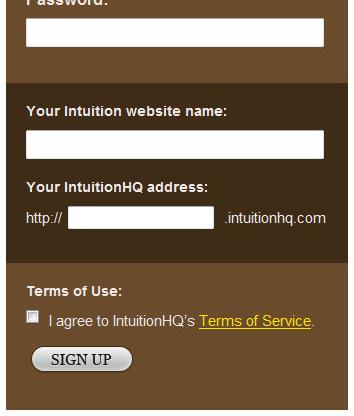 Password:
Your Intuition website name:
Your IntuitionHQ address:
http:// .intuitionhq.com
Terms of Use:
I agree to IntuitionHQ's Terms of Service.
SIGN UP